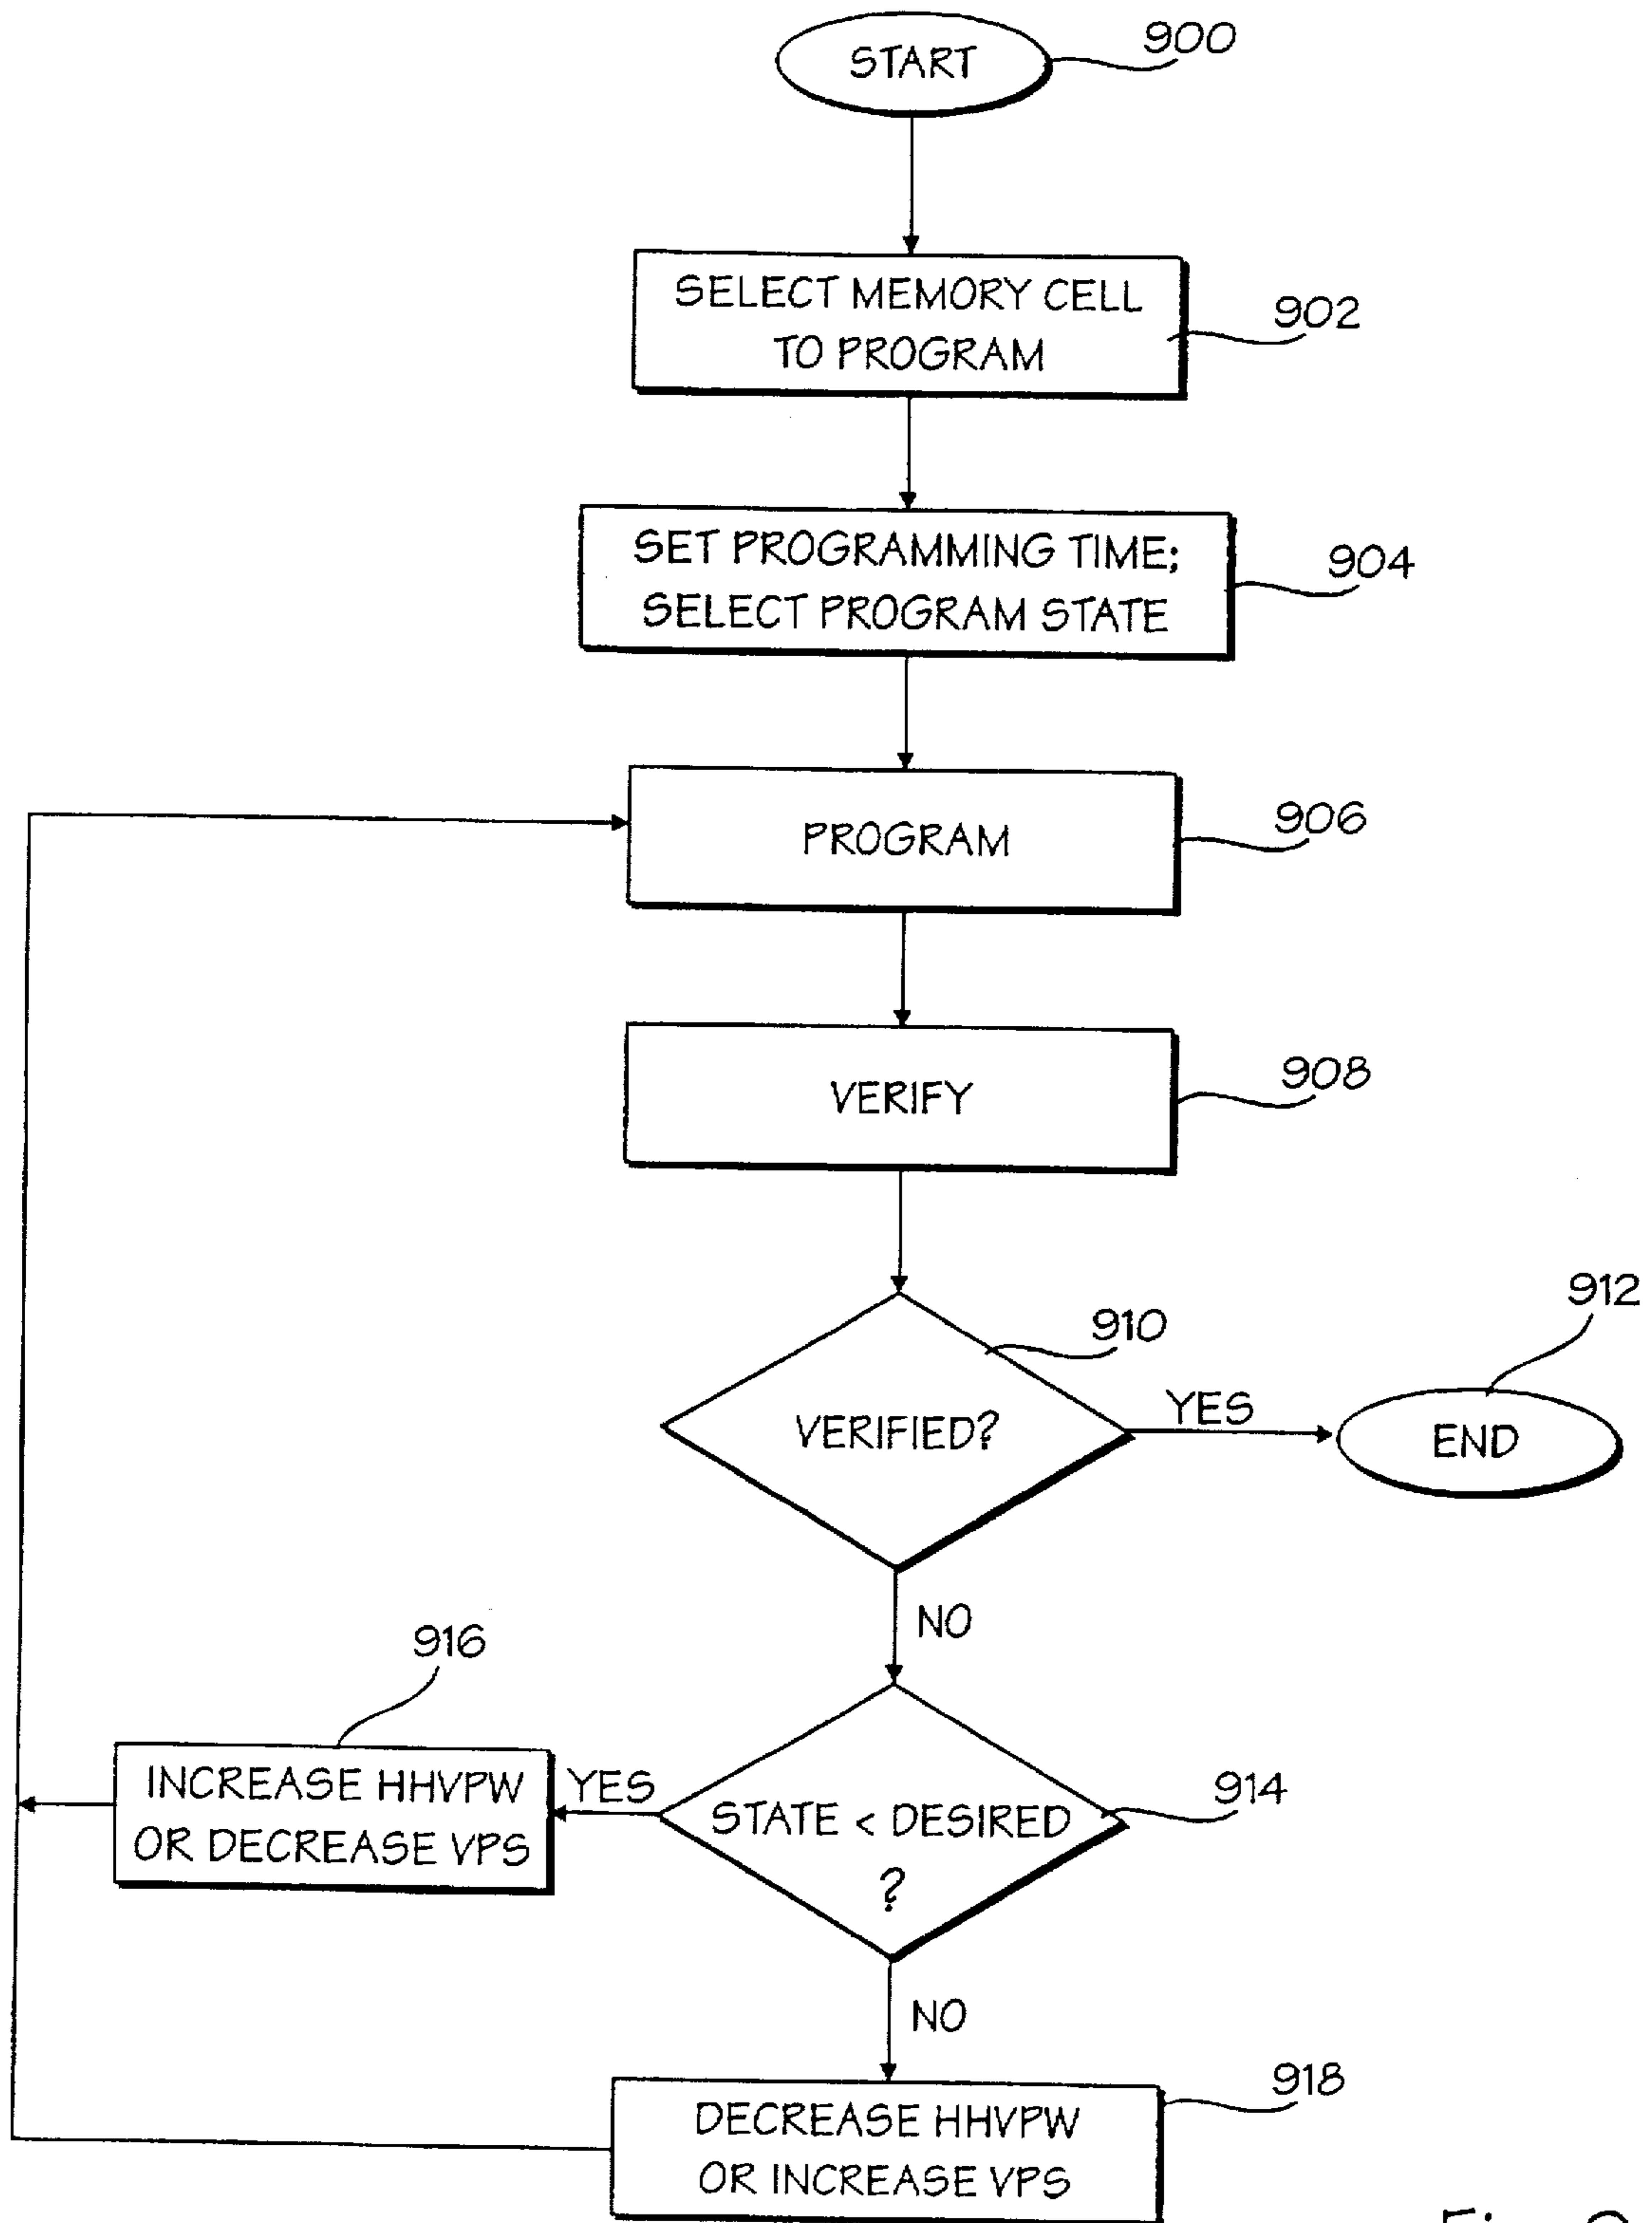 START
900
SELECT MEMORY CELL
TO PROGRAM
902
SET PROGRAMMING TIME;
SELECT PROGRAM STATE
904
PROGRAM
906
VERIFY
908
910
912
VERIFIED?
YES
END
NO
916
INCREASE HHVPW
OR DECREASE VPS
YES
STATE < DESIRED
?
914
NO
918
DECREASE HHVPW
OR INCREASE VPS